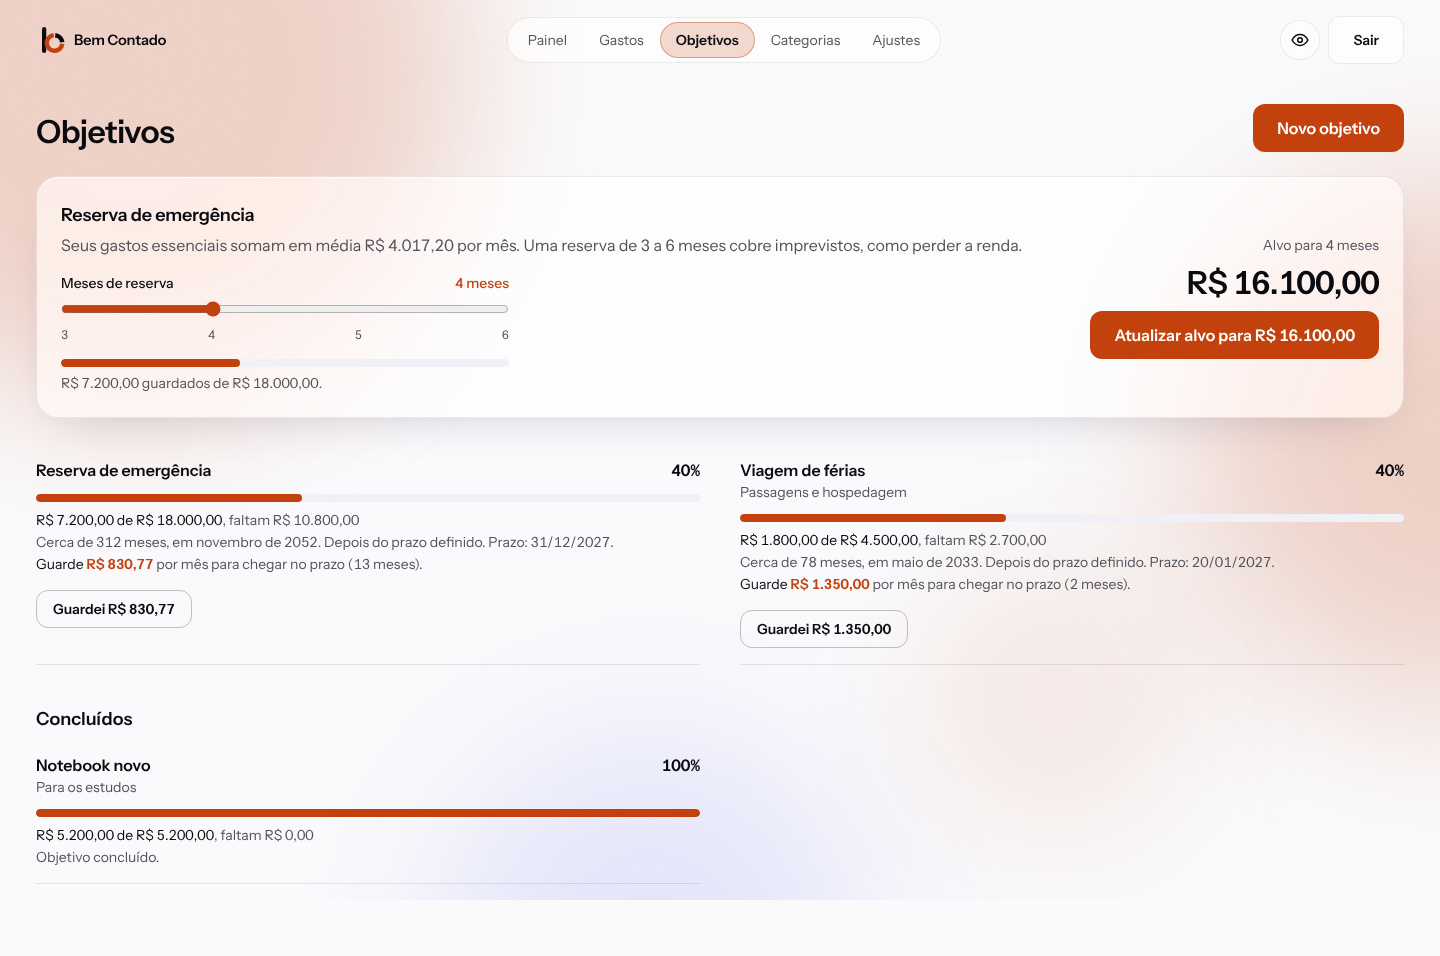 Bem Contado
Painel
Gastos
Objetivos
Categorias
Ajustes
Sair
Objetivos
Novo objetivo
Reserva de emergência
Seus gastos essenciais somam em média R$ 4.017,20 por mês. Uma reserva de 3 a 6 meses cobre imprevistos, como perder a renda.
Meses de reserva
4 meses
3
4
5
6
R$ 7.200,00 guardados de R$ 18.000,00.
Alvo para 4 meses
R$ 16.100,00
Atualizar alvo para R$ 16.100,00
Reserva de emergência
40%
R$ 7.200,00 de R$ 18.000,00, faltam R$ 10.800,00
Cerca de 312 meses, em novembro de 2052. Depois do prazo definido. Prazo: 31/12/2027.
Guarde R$ 830,77 por mês para chegar no prazo (13 meses).
Guardei R$ 830,77
Viagem de férias
40%
Passagens e hospedagem
R$ 1.800,00 de R$ 4.500,00, faltam R$ 2.700,00
Cerca de 78 meses, em maio de 2033. Depois do prazo definido. Prazo: 20/01/2027.
Guarde R$ 1.350,00 por mês para chegar no prazo (2 meses).
Guardei R$ 1.350,00
Concluídos
Notebook novo
100%
Para os estudos
R$ 5.200,00 de R$ 5.200,00, faltam R$ 0,00
Objetivo concluído.